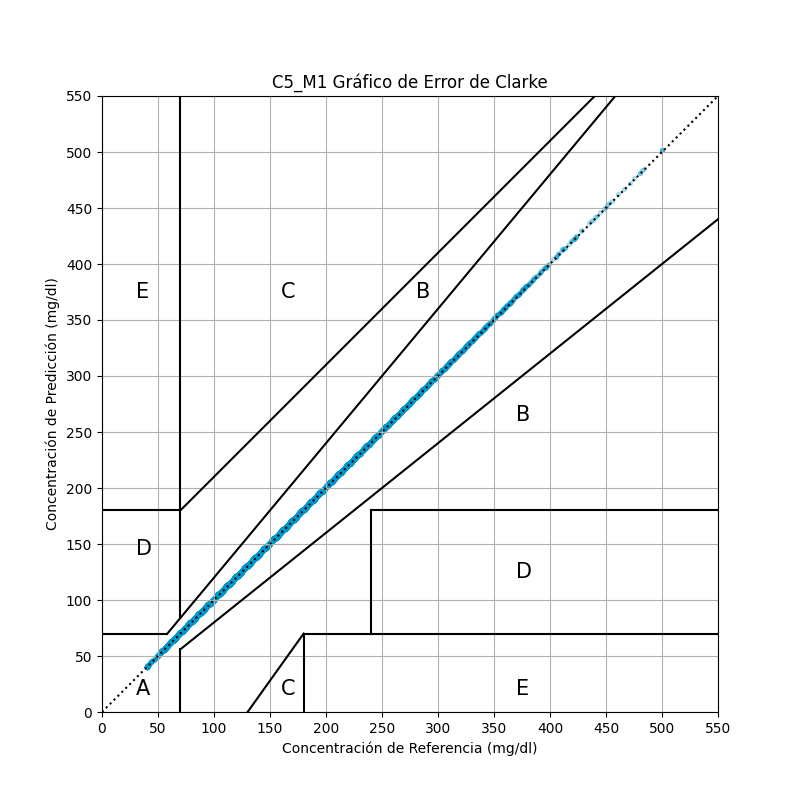 C5_M1 Gráfico de Error de Clarke
550
500
450
400
350
300
250
200
150
100
50
0
Concentración de Predicción (mg/dl)
E
C
B
B
D
D
A
C
E
0 50 100 150 200 250 300 350 400 450 500 550
Concentración de Referencia (mg/dl)